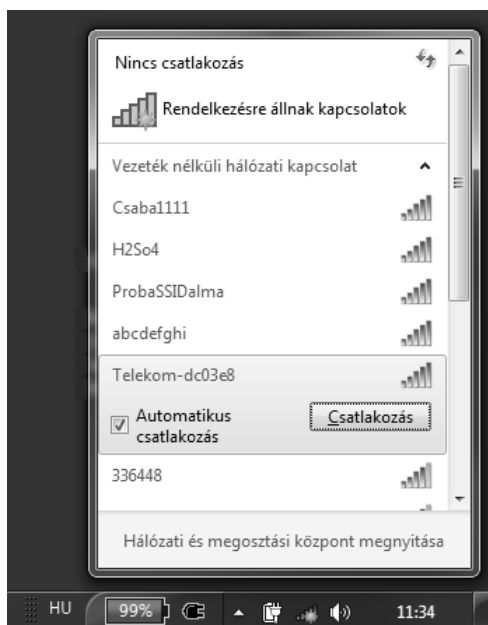 Nincs csatlakozás
Rendelkezésre állnak kapcsolatok
Vezeték nélküli hálózati kapcsolat
Csaba1111
H2So4
ProbaSSIDalma
abcdefghi
Telekom-dc03e8
Automatikus
csatlakozás
Csatlakozás
336448
Hálózati és megosztási központ megnyitása
HU 99% 11:34